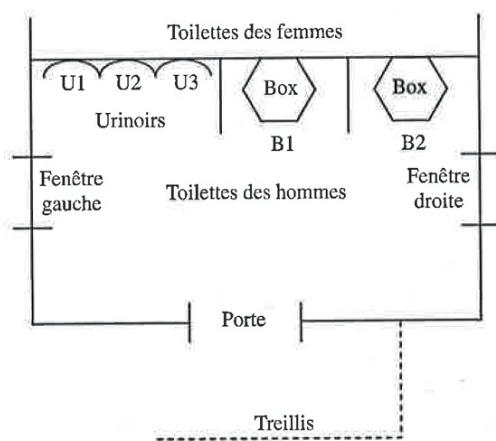 Toilettes des femmes
U1 U2 U3 Box Box
Urinoirs
B1 B2
Fenêtre
gauche
Toilettes des hommes
Fenêtre
droite
Porte
Treillis